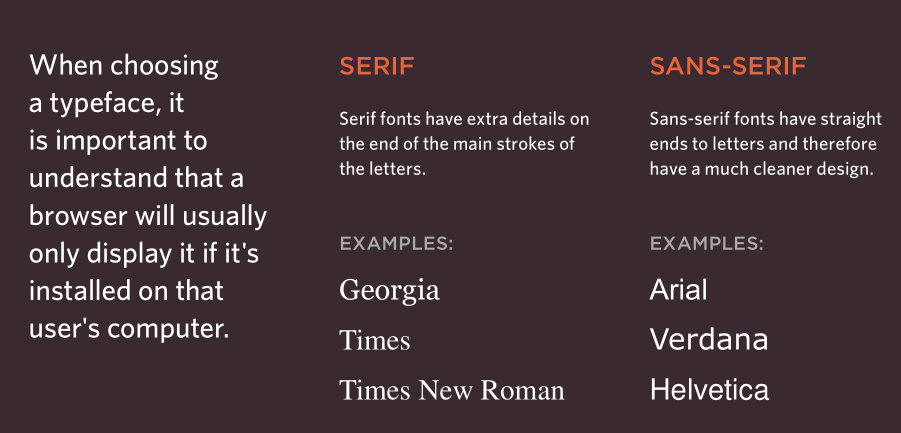 When choosing
a typeface, it
is important to
understand that a
browser will usually
only display it if it's
installed on that
user's computer.
SERIF
Serif fonts have extra details on
the end of the main strokes of
the letters.
EXAMPLES:
Georgia
Times
Times New Roman
SANS-SERIF
Sans-serif fonts have straight
ends to letters and therefore
have a much cleaner design.
EXAMPLES:
Arial
Verdana
Helvetica